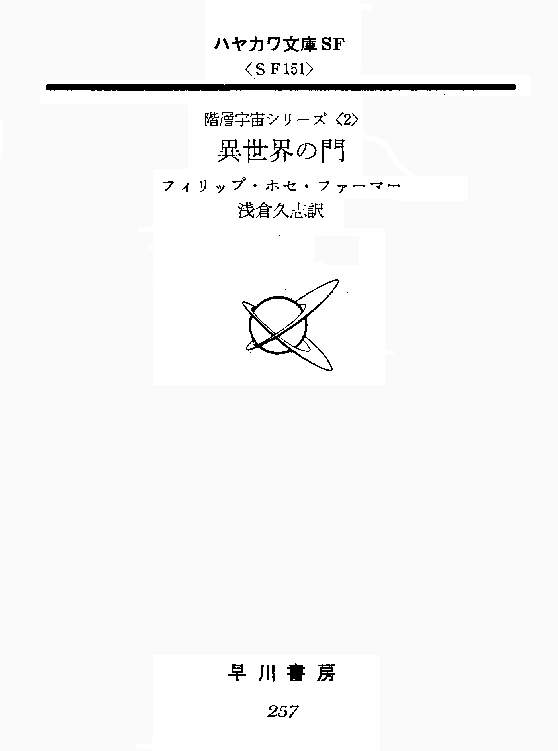 ハヤカワ文庫SF
〈SF151〉
階層宇宙シリーズ〈2〉
異世界の門
フィリップ・ホセ・ファーマー
浅倉久志訳
早川書房
257